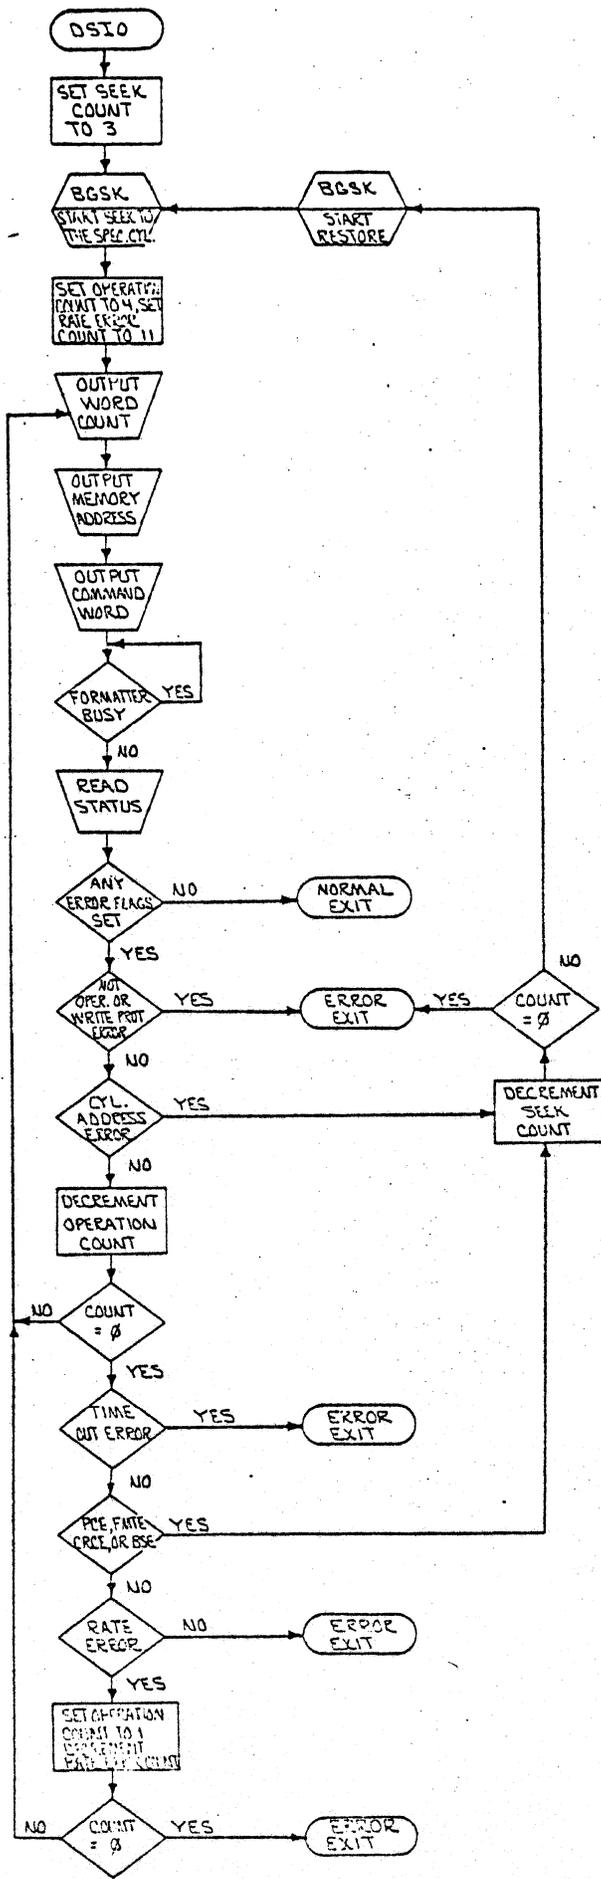 DSIO
SET SEEK
COUNT
TO 3
BGSK
START SEEK TO
THE SPEC. CYL.
BGSK
START
RESTORE
SET OPERATION
COUNT TO 4, SET
RATE ERROR
COUNT TO 11
OUTPUT
WORD
COUNT
OUTPUT
MEMORY
ADDRESS
OUTPUT
COMMAND
WORD
FORMATTER
BUSY
YES
NO
READ
STATUS
ANY
ERROR FLAGS
SET
NO
NORMAL
EXIT
YES
NOT
OPER. OR
WRITE PROT
ERROR
YES
ERROR
EXIT
YES
COUNT
= Ø
NO
NO
CYL.
ADDRESS
ERROR
YES
DECREMENT
SEEK
COUNT
NO
DECREMENT
OPERATION
COUNT
COUNT
= Ø
NO
YES
TIME
OUT ERROR
YES
ERROR
EXIT
NO
PCE, FMTE
CRCE, OR BSE
YES
NO
RATE
ERROR
NO
ERROR
EXIT
YES
SET OPERATION
COUNT TO 1
DECREMENT
RATE ERR COUNT
COUNT
= Ø
NO
YES
ERROR
EXIT